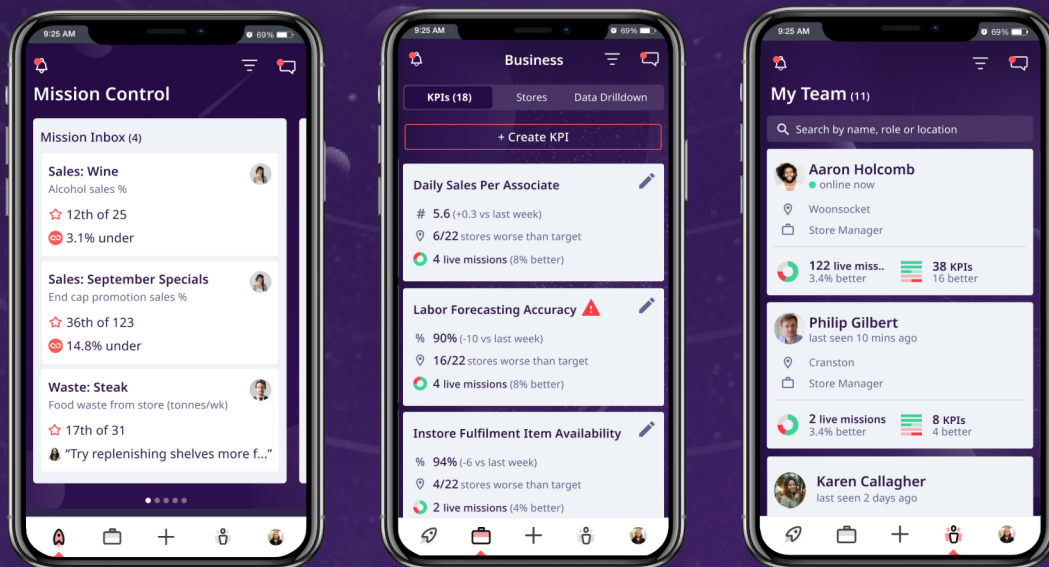 9:25 AM
69%
Mission Control
Mission Inbox (4)
Sales: Wine
Alcohol sales %
12th of 25
3.1% under
Sales: September Specials
End cap promotion sales %
36th of 123
14.8% under
Waste: Steak
Food waste from store (tonnes/wk)
17th of 31
“Try replenishing shelves more f...”
9:25 AM
69%
Business
KPIs (18) Stores Data Drilldown
+ Create KPI
Daily Sales Per Associate
# 5.6 (+0.3 vs last week)
6/22 stores worse than target
4 live missions (8% better)
Labor Forecasting Accuracy
% 90% (-10 vs last week)
16/22 stores worse than target
4 live missions (8% better)
Instore Fulfilment Item Availability
% 94% (-6 vs last week)
4/22 stores worse than target
2 live missions (4% better)
9:25 AM
69%
My Team (11)
Search by name, role or location
Aaron Holcomb
online now
Woonsocket
Store Manager
122 live miss.. 38 KPIs
3.4% better 16 better
Philip Gilbert
last seen 10 mins ago
Cranston
Store Manager
2 live missions 8 KPIs
3.4% better 4 better
Karen Callagher
last seen 2 days ago